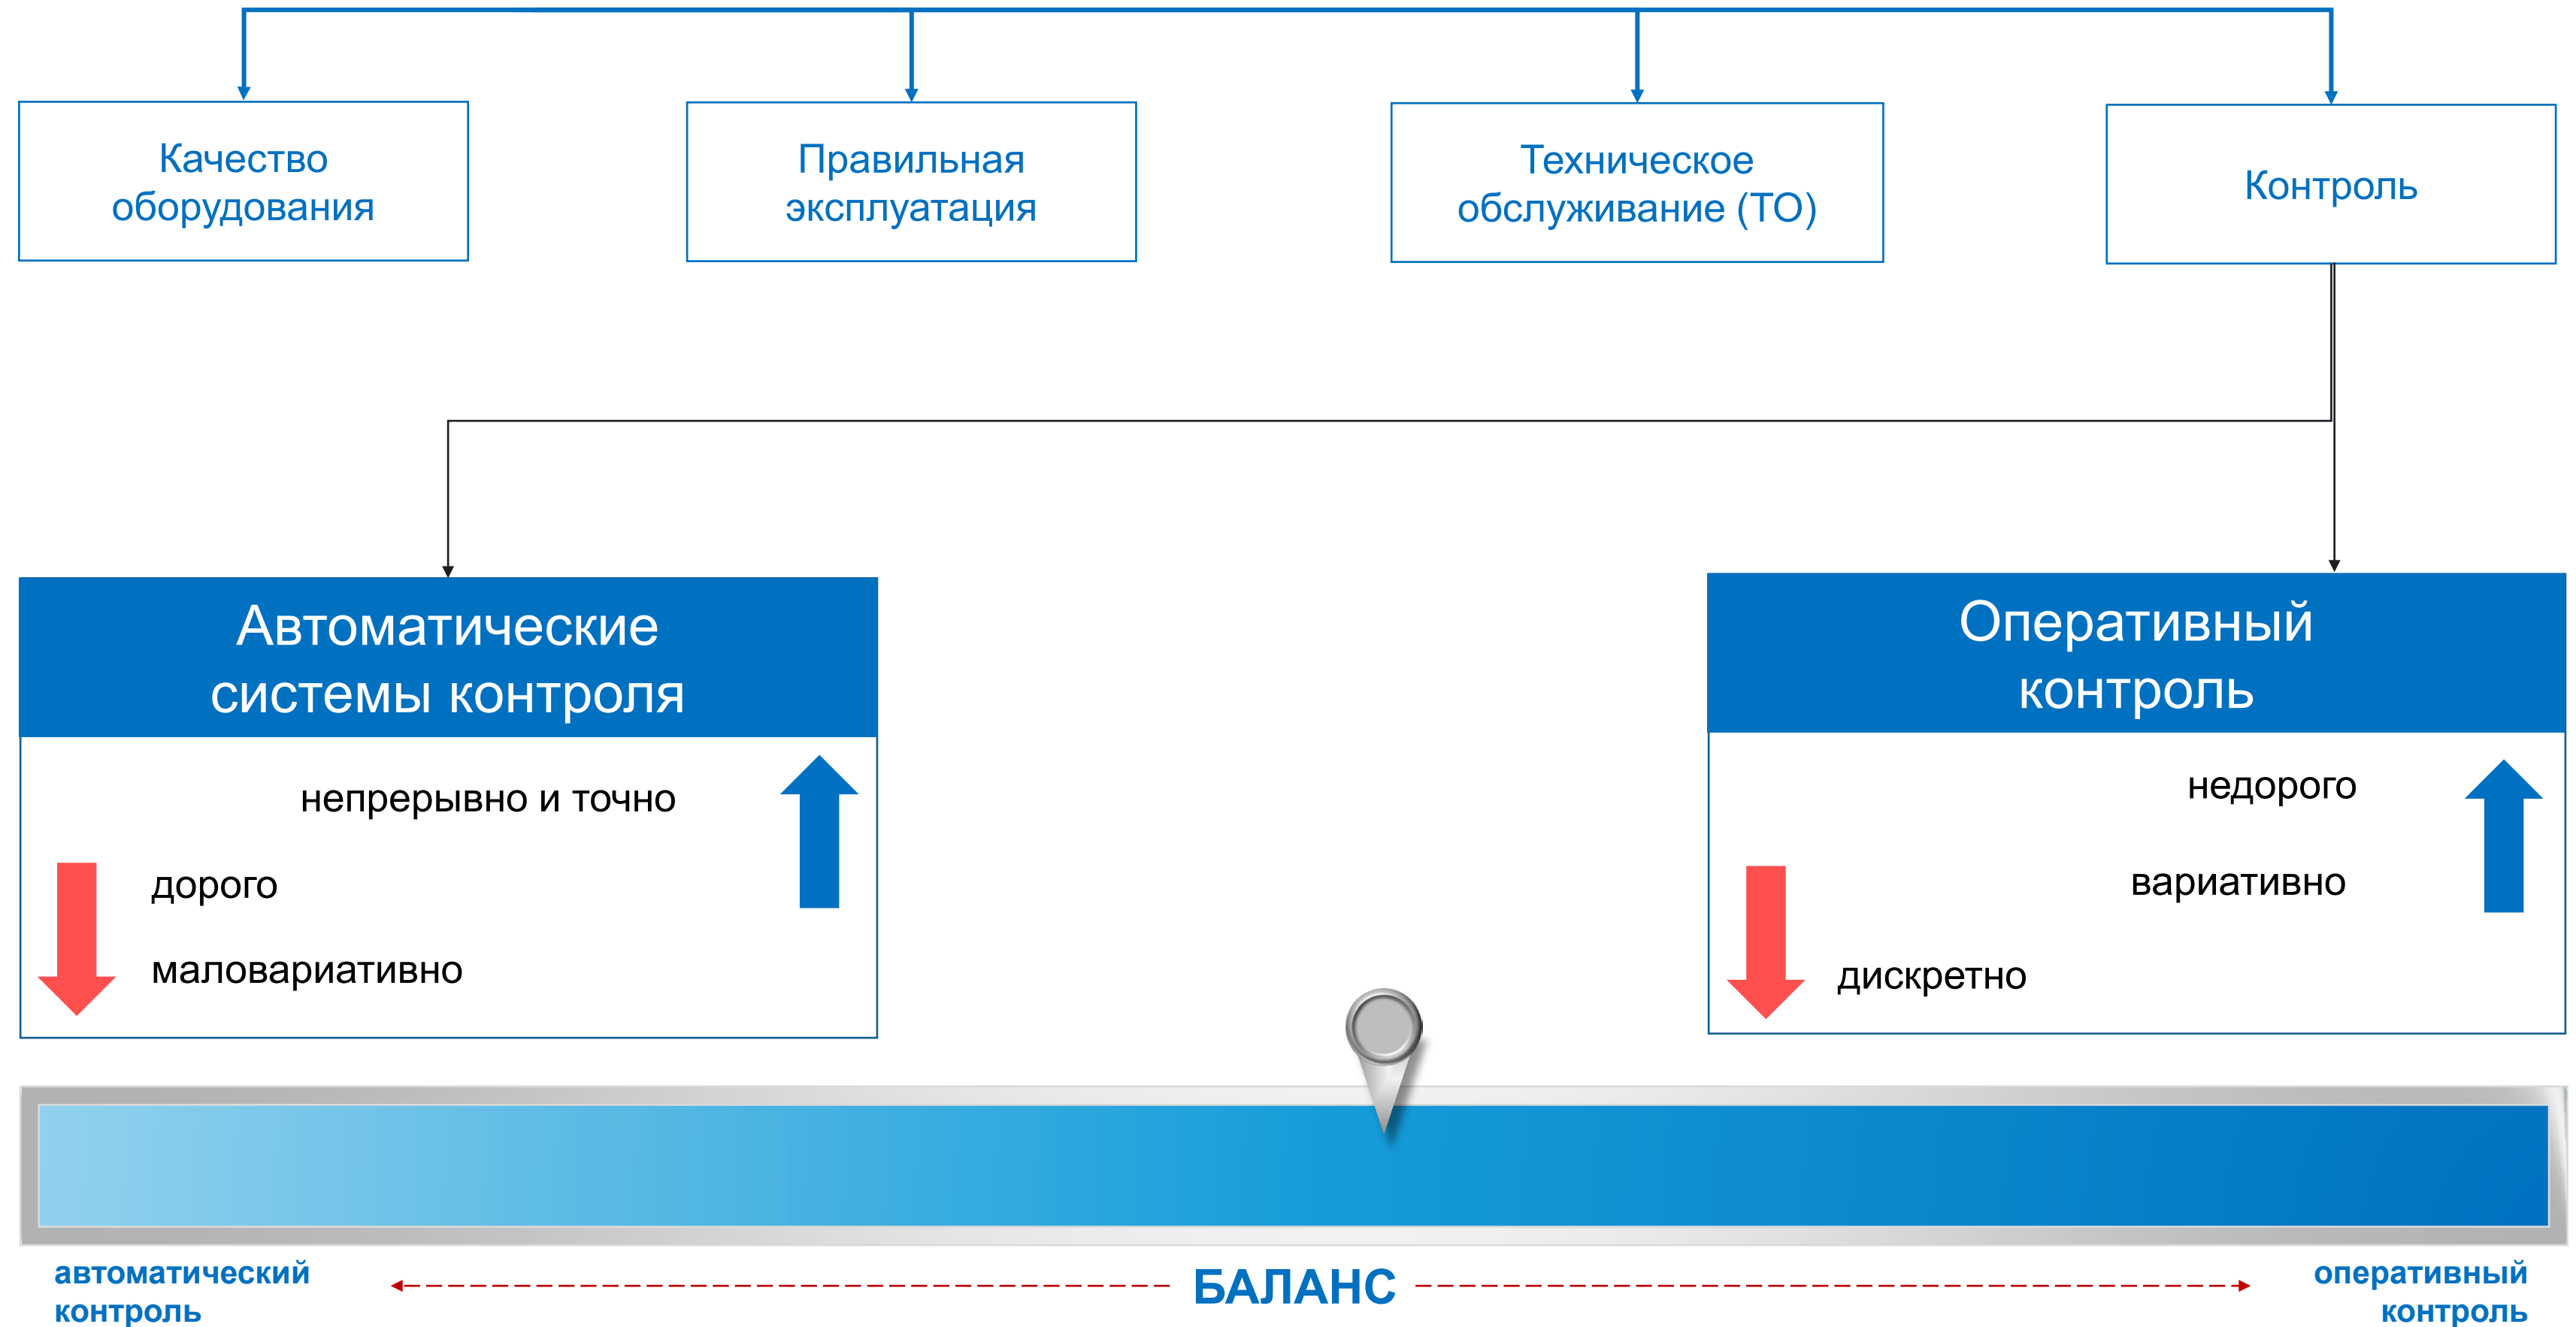 Качество
оборудования
Правильная
эксплуатация
Техническое
обслуживание (ТО)
Контроль
Автоматические
системы контроля
непрерывно и точно
дорого
маловариативно
Оперативный
контроль
недорого
вариативно
дискретно
автоматический
контроль
БАЛАНС
оперативный
контроль